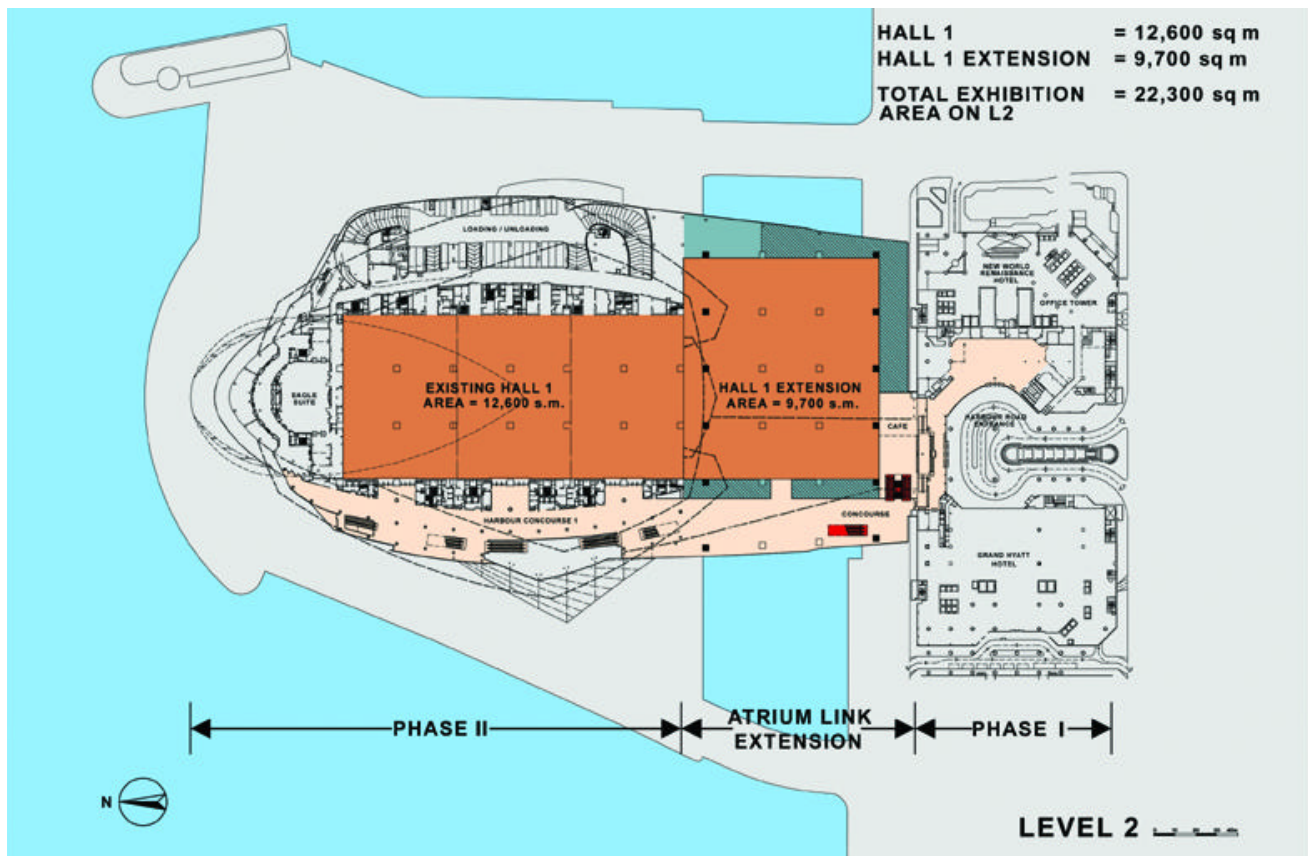 HALL 1 = 12,600 sq m
HALL 1 EXTENSION = 9,700 sq m
TOTAL EXHIBITION = 22,300 sq m
AREA ON L2
LOADING / UNLOADING
NEW WORLD
RENAISSANCE
HOTEL
OFFICE TOWER
EAGLE
SUITE
EXISTING HALL 1
AREA = 12,600 s.m.
HALL 1 EXTENSION
AREA = 9,700 s.m.
CAFE
HARBOUR ROAD
ENTRANCE
HARBOUR CONCOURSE 1
CONCOURSE
GRAND HYATT
HOTEL
PHASE II
ATRIUM LINK
EXTENSION
PHASE I
N
LEVEL 2